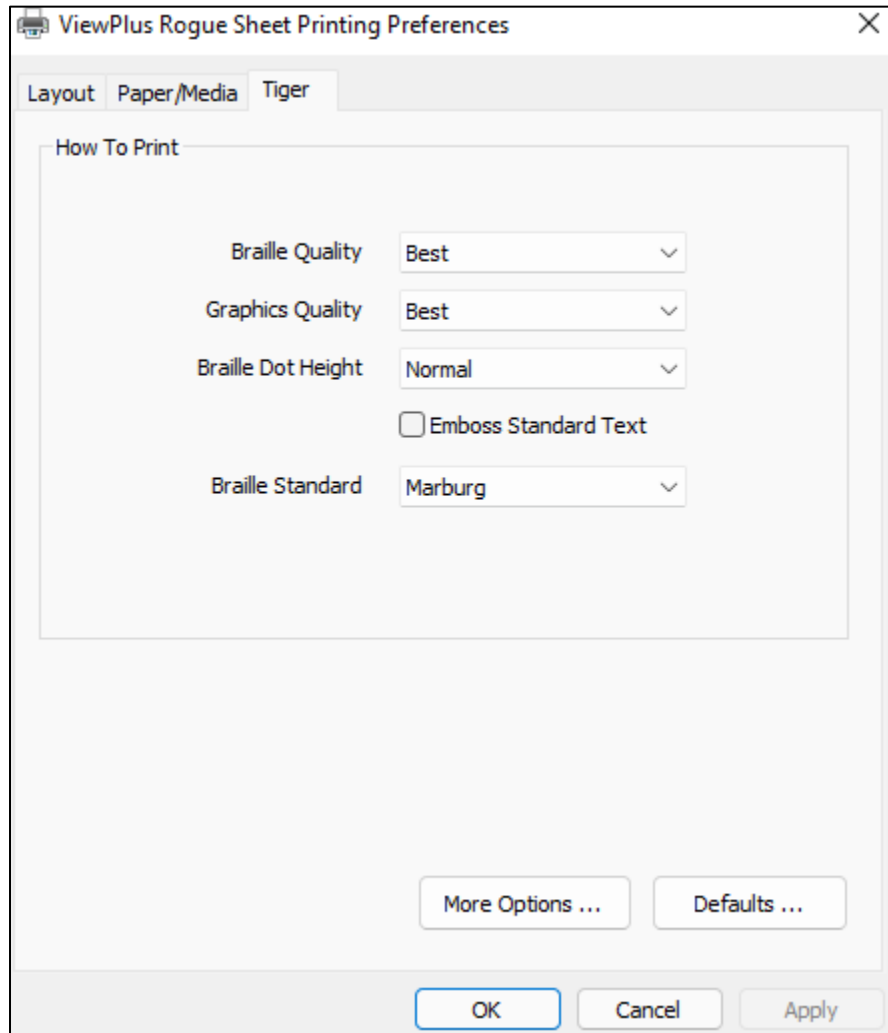 ViewPlus Rogue Sheet Printing Preferences
Layout Paper/Media Tiger
How To Print
Braille Quality Best
Graphics Quality Best
Braille Dot Height Normal
Emboss Standard Text
Braille Standard Marburg
More Options ... Defaults ...
OK Cancel Apply